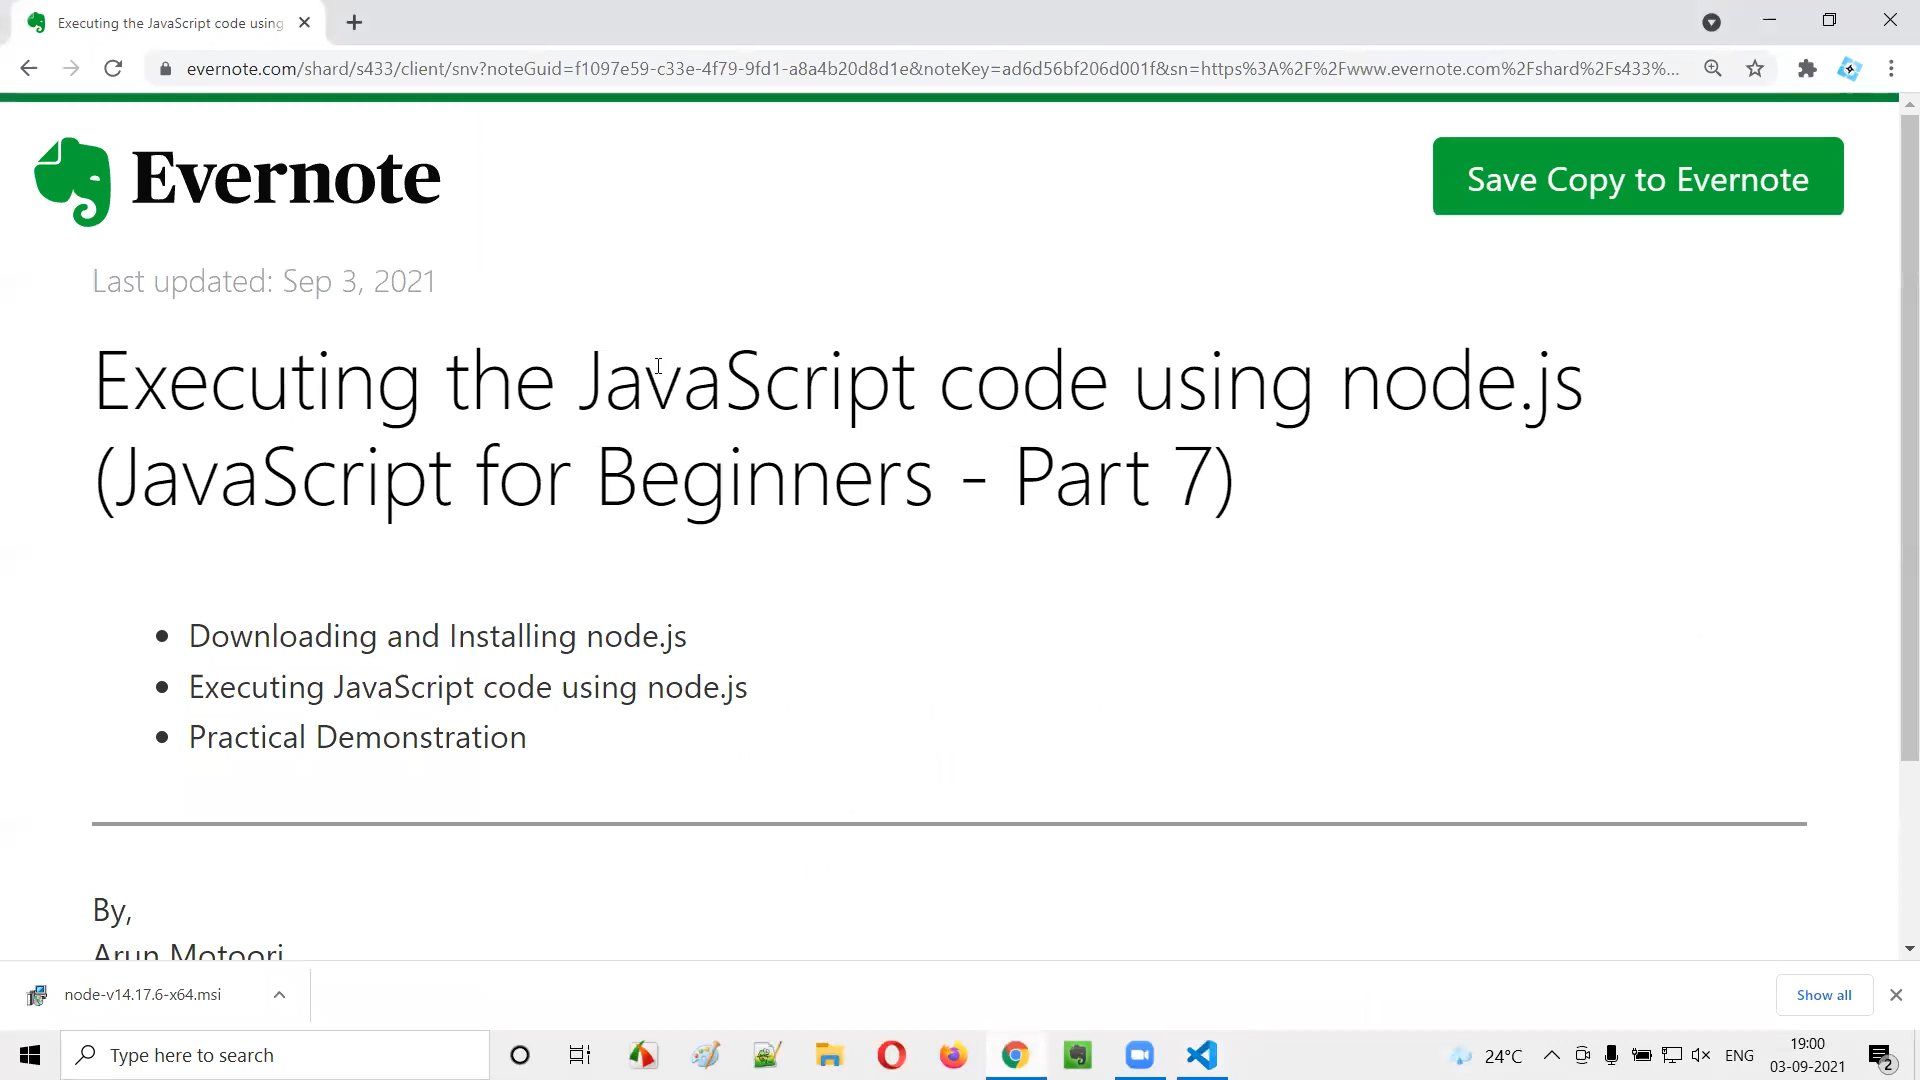 Executing the JavaScript code using
evernote.com/shard/s433/client/snv?noteGuid=f1097e59-c33e-4f79-9fd1-a8a4b20d8d1e&noteKey=ad6d56bf206d001f&sn=https%3A%2F%2Fwww.evernote.com%2Fshard%2Fs433%...
Evernote
Save Copy to Evernote
Last updated: Sep 3, 2021
Executing the JavaScript code using node.js
(JavaScript for Beginners - Part 7)
• Downloading and Installing node.js
• Executing JavaScript code using node.js
• Practical Demonstration
By,
Arun Motoori
node-v14.17.6-x64.msi
Show all
Type here to search
24°C
ENG
19:00
03-09-2021
2